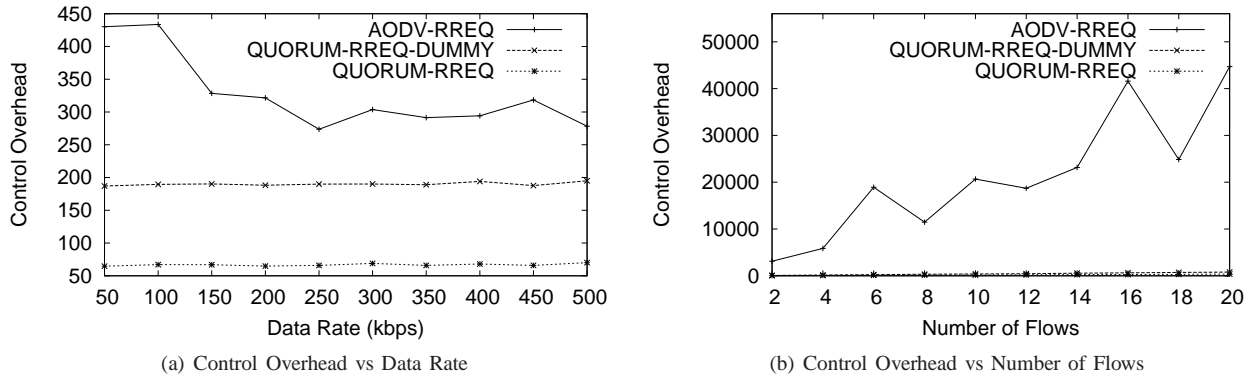 450
400
350
300
250
200
150
100
50
Control Overhead
50 100 150 200 250 300 350 400 450 500
Data Rate (kbps)
AODV-RREQ
QUORUM-RREQ-DUMMY
QUORUM-RREQ
(a) Control Overhead vs Data Rate
50000
40000
30000
20000
10000
0
Control Overhead
2 4 6 8 10 12 14 16 18 20
Number of Flows
AODV-RREQ
QUORUM-RREQ-DUMMY
QUORUM-RREQ
(b) Control Overhead vs Number of Flows